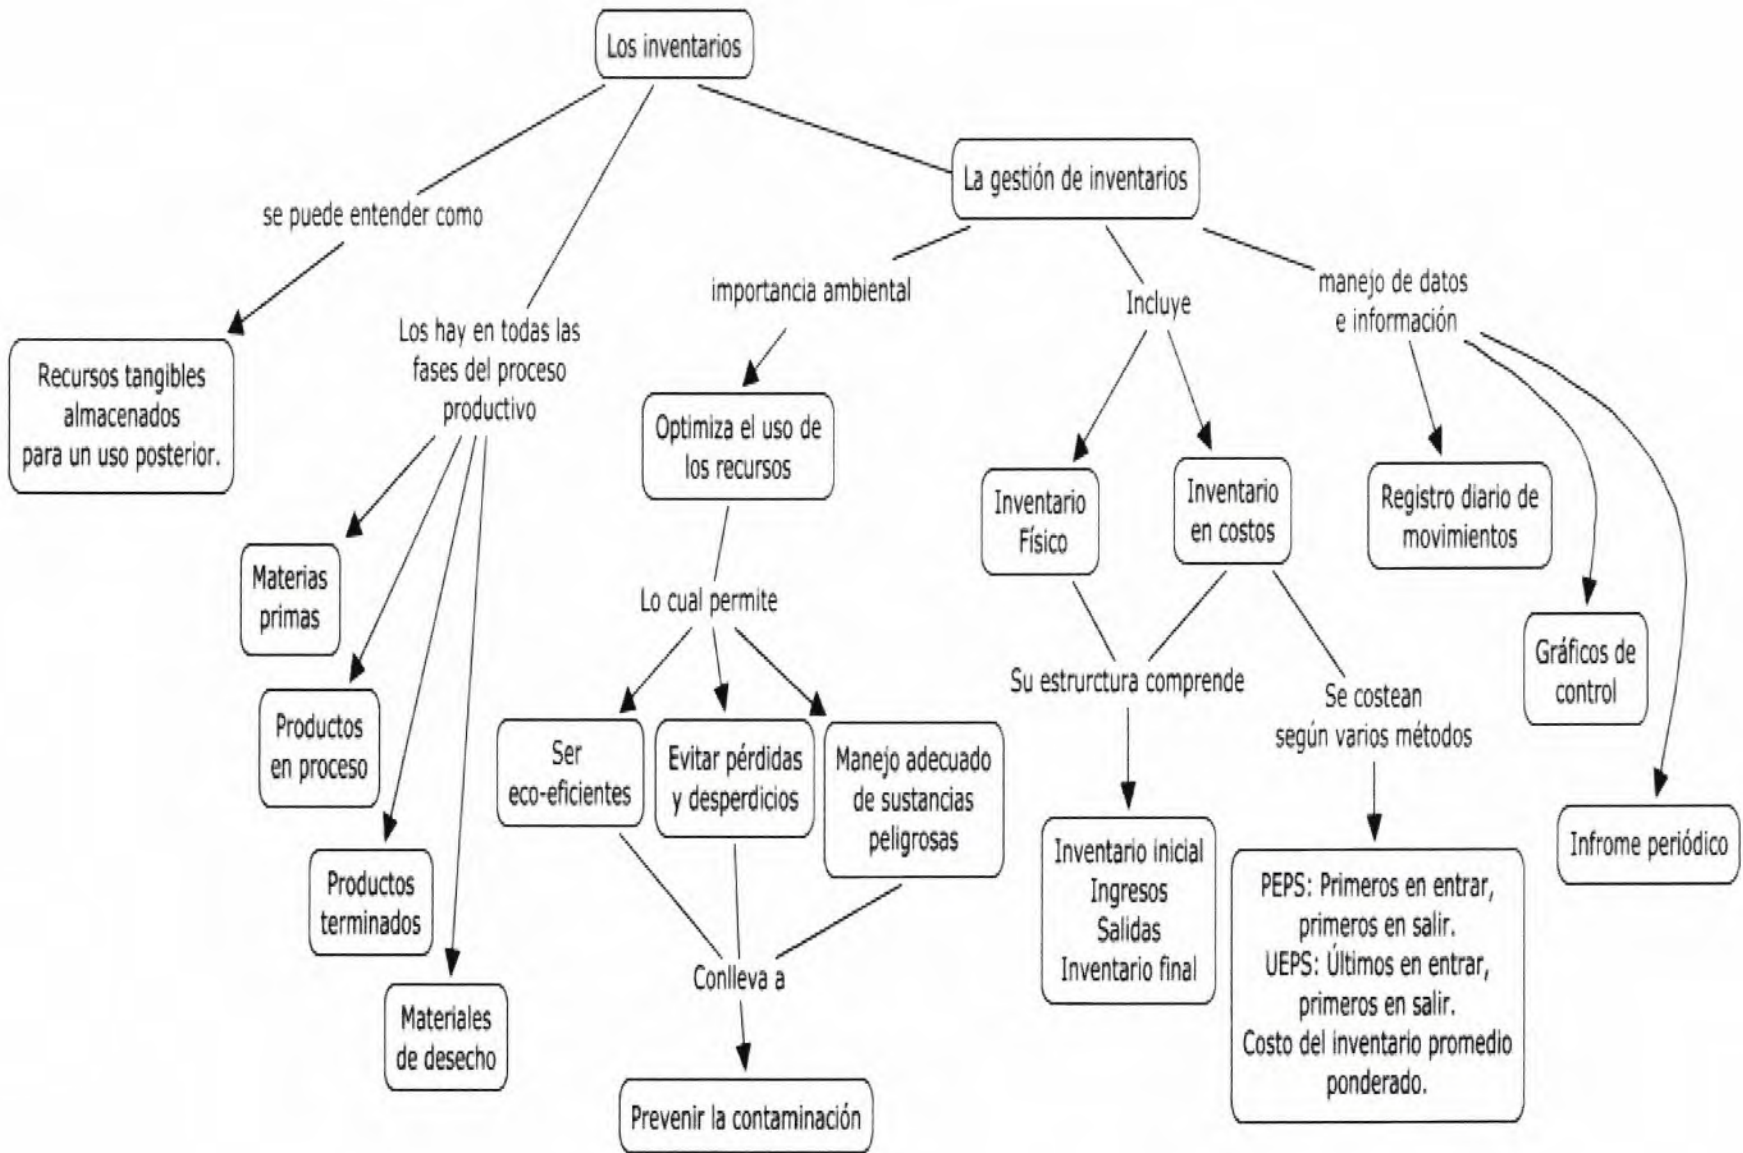 Los inventarios
La gestión de inventarios
se puede entender como
Recursos tangibles
almacenados
para un uso posterior.
Los hay en todas las
fases del proceso
productivo
Materias
primas
Productos
en proceso
Productos
terminados
Materiales
de desecho
importancia ambiental
Optimiza el uso de
los recursos
Lo cual permite
Ser
eco-eficientes
Evitar pérdidas
y desperdicios
Manejo adecuado
de sustancias
peligrosas
Conlleva a
Prevenir la contaminación
Incluye
Inventario
Físico
Inventario
en costos
Su estrurctura comprende
Inventario inicial
Ingresos
Salidas
Inventario final
Se costean
según varios métodos
PEPS: Primeros en entrar,
primeros en salir.
UEPS: Últimos en entrar,
primeros en salir.
Costo del inventario promedio
ponderado.
manejo de datos
e información
Registro diario de
movimientos
Gráficos de
control
Infrome periódico